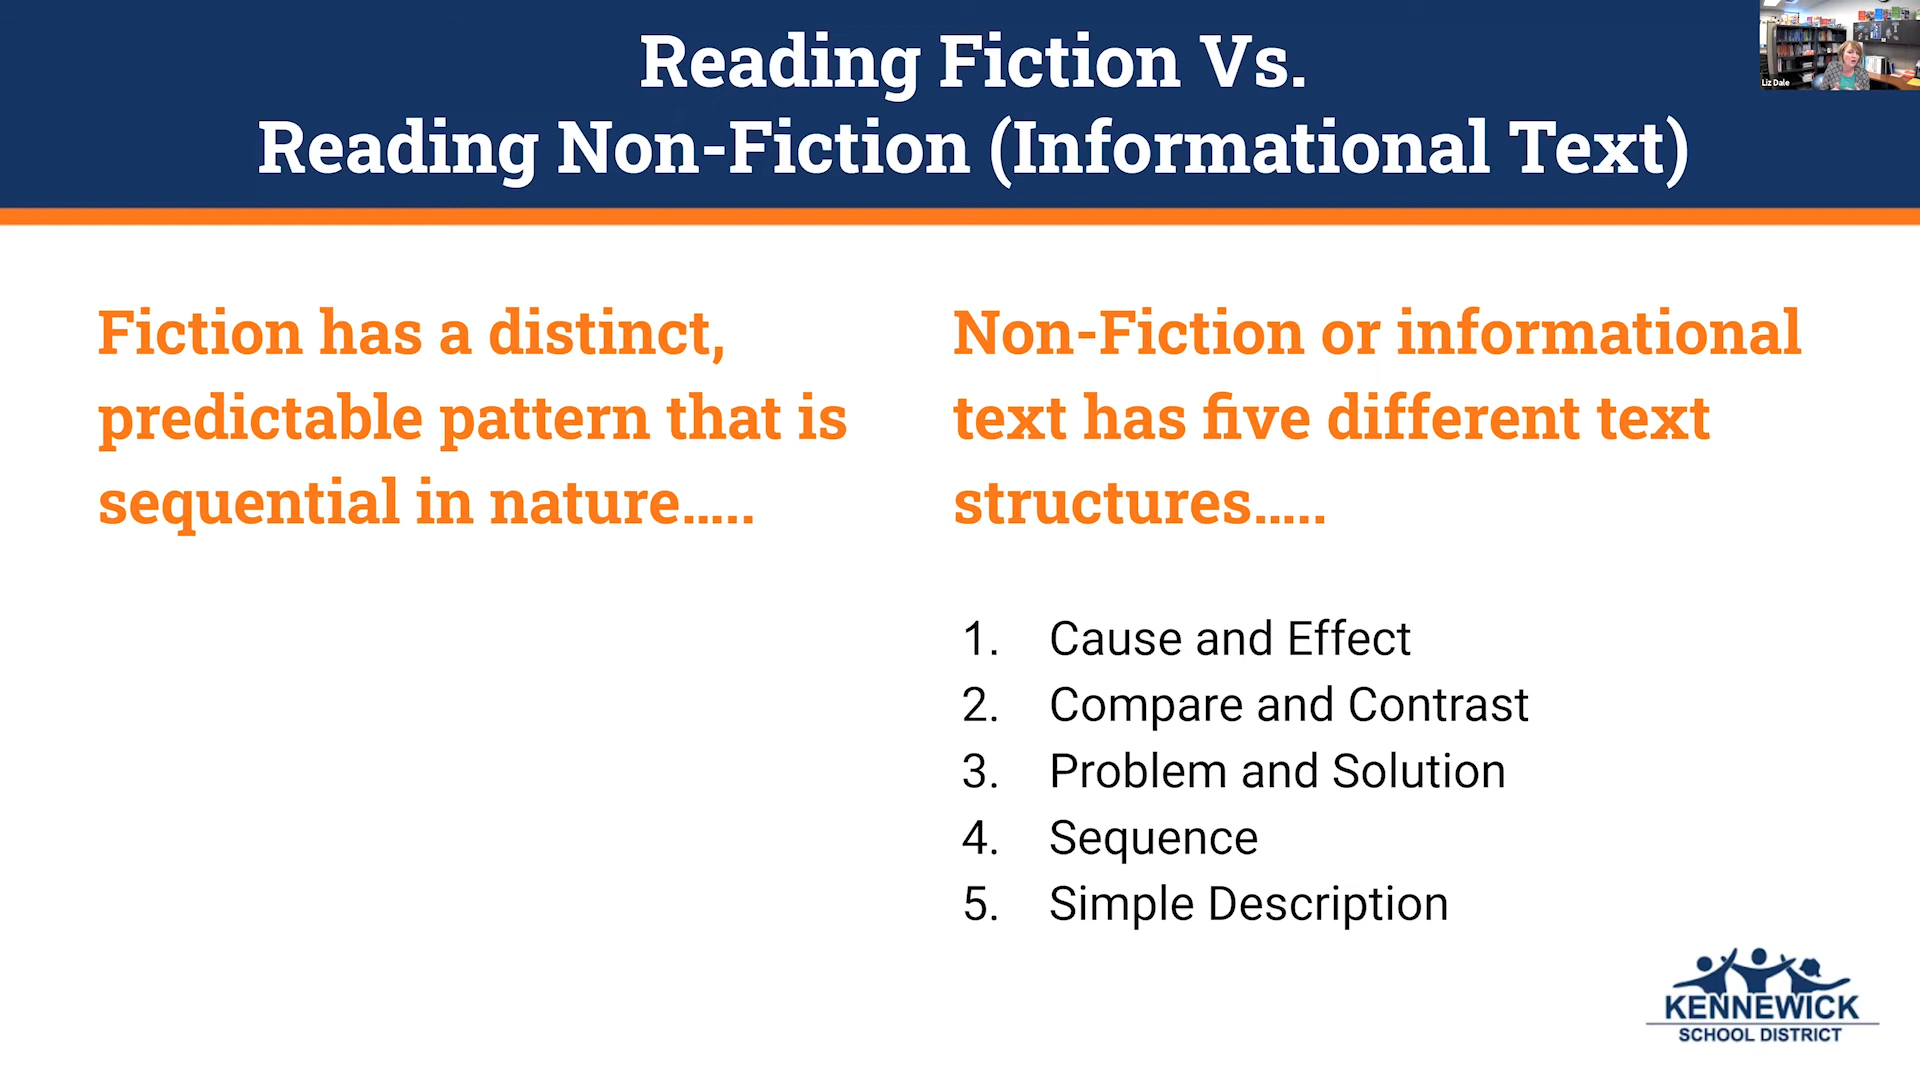 Reading Fiction Vs.
Reading Non-Fiction (Informational Text)
Liz Dale
Fiction has a distinct,
predictable pattern that is
sequential in nature.....
Non-Fiction or informational
text has five different text
structures.....
1. Cause and Effect
2. Compare and Contrast
3. Problem and Solution
4. Sequence
5. Simple Description
KENNEWICK
SCHOOL DISTRICT